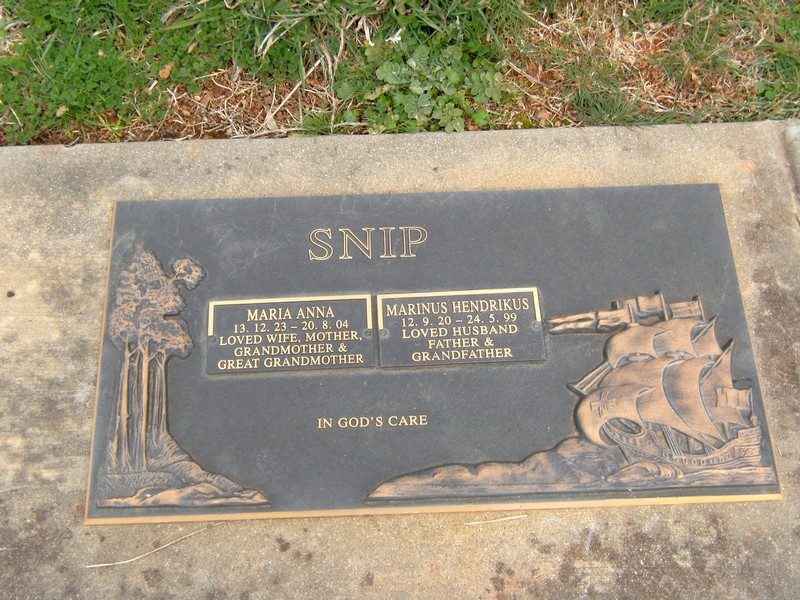 SNIP
MARIA ANNA
13. 12. 23 – 20. 8. 04
LOVED WIFE, MOTHER,
GRANDMOTHER &
GREAT GRANDMOTHER
MARINUS HENDRIKUS
12. 9. 20 – 24. 5. 99
LOVED HUSBAND
FATHER &
GRANDFATHER
IN GOD'S CARE